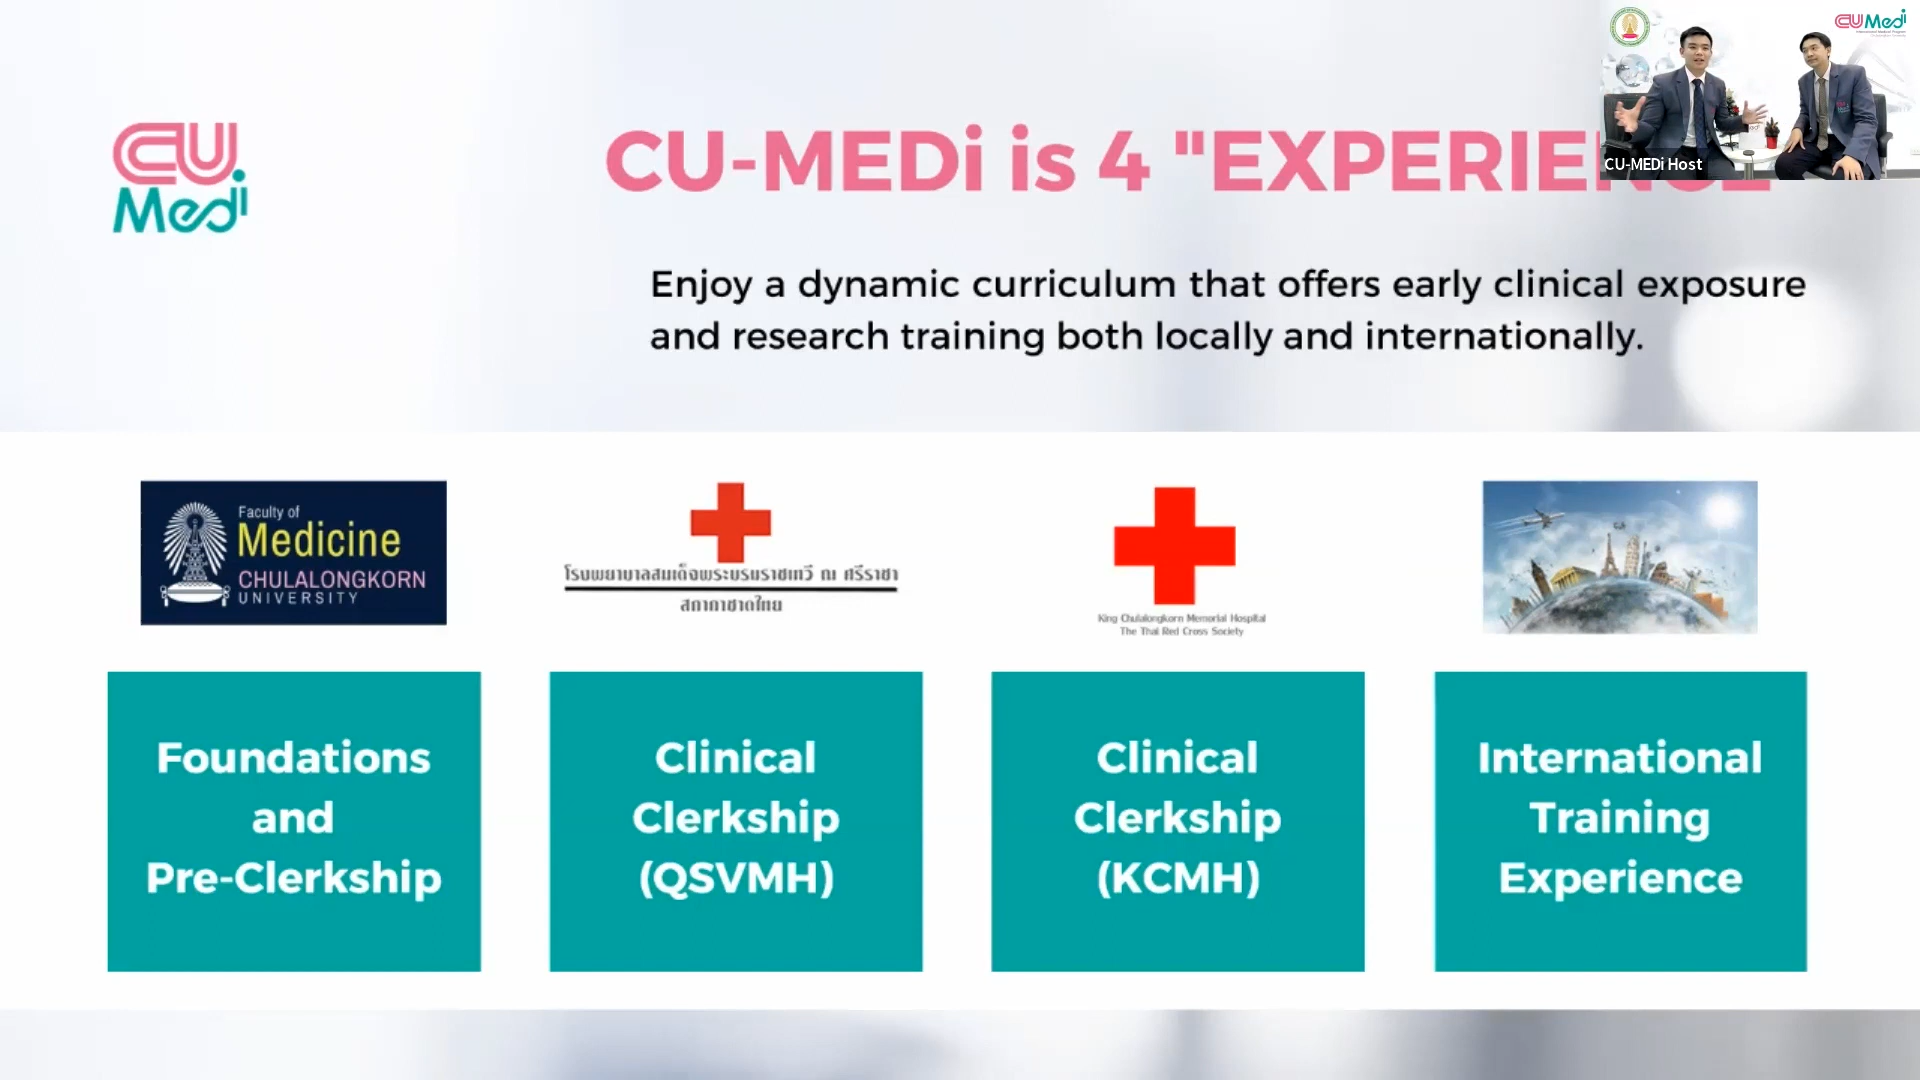 CU Medi
CU-MEDi is 4 "EXPERIENCE"
CU-MEDi Host
CU Medi
Enjoy a dynamic curriculum that offers early clinical exposure
and research training both locally and internationally.
Faculty of
Medicine
CHULALONGKORN
UNIVERSITY
โรงพยาบาลสมเด็จพระบรมราชเทวี ณ ศรีราชา
สภากาชาดไทย
King Chulalongkorn Memorial Hospital
The Thai Red Cross Society
Foundations
and
Pre-Clerkship
Clinical
Clerkship
(QSVMH)
Clinical
Clerkship
(KCMH)
International
Training
Experience